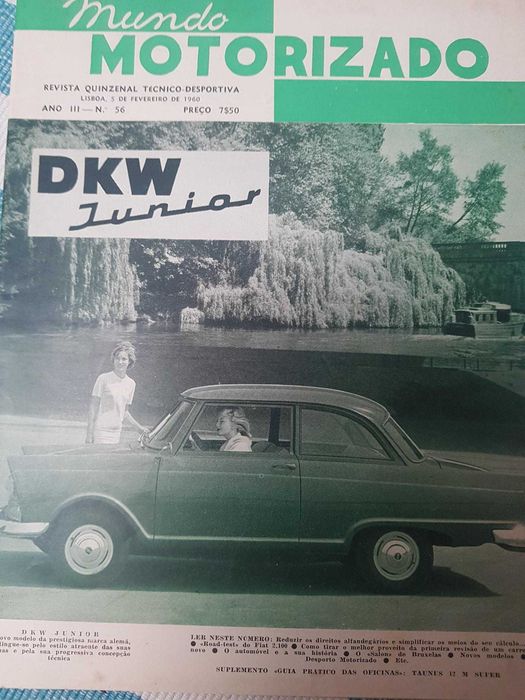 Mundo
MOTORIZADO
REVISTA QUINZENAL TECNICO-DESPORTIVA
LISBOA, 5 DE FEVEREIRO DE 1960
ANO III — N.º 56 PREÇO 7$50
DKW
Junior
DKW JUNIOR
novo modelo da prestigiosa marca alemã,
tingue-se pelo estilo atraente das suas
as e pela sua progressiva concepção
técnica
LER NESTE NÚMERO: Reduzir os direitos alfandegários e simplificar os meios do seu cálculo
● «Road-test» do Fiat 2.100 ● Como tirar o melhor proveito da primeira revisão de um carro
novo ● O automóvel e a sua história ● O «Salon» de Bruxelas ● Novos modelos ●
Desporto Motorizado ● Etc.
SUPLEMENTO «GUIA PRATICO DAS OFICINAS»: TAUNUS 12 M SUPER